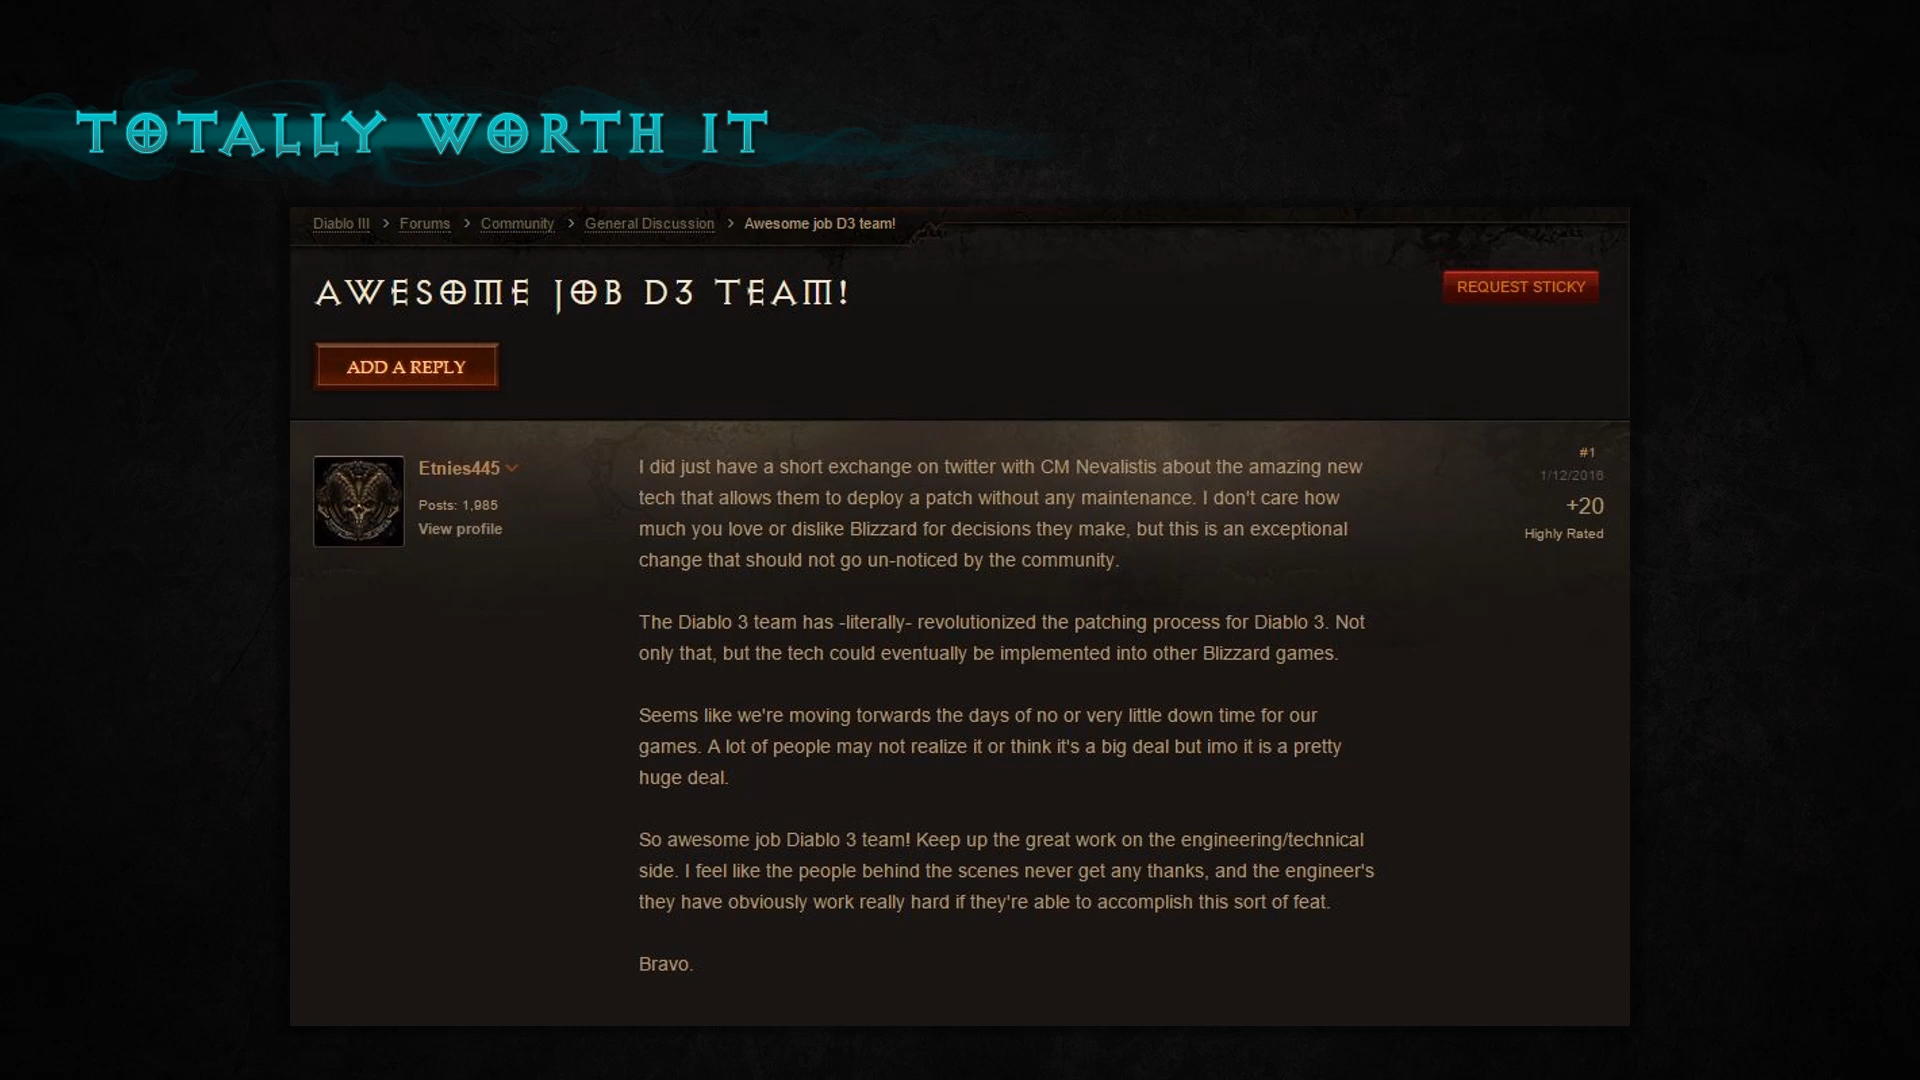 TOTALLY WORTH IT
Diablo III > Forums > Community > General Discussion > Awesome job D3 team!
AWESOME JOB D3 TEAM!
REQUEST STICKY
ADD A REPLY
Etnies445
Posts: 1,985
View profile
I did just have a short exchange on twitter with CM Nevalistis about the amazing new
tech that allows them to deploy a patch without any maintenance. I don't care how
much you love or dislike Blizzard for decisions they make, but this is an exceptional
change that should not go un-noticed by the community.
The Diablo 3 team has -literally- revolutionized the patching process for Diablo 3. Not
only that, but the tech could eventually be implemented into other Blizzard games.
Seems like we're moving torwards the days of no or very little down time for our
games. A lot of people may not realize it or think it's a big deal but imo it is a pretty
huge deal.
So awesome job Diablo 3 team! Keep up the great work on the engineering/technical
side. I feel like the people behind the scenes never get any thanks, and the engineer's
they have obviously work really hard if they're able to accomplish this sort of feat.
Bravo.
#1
1/12/2016
+20
Highly Rated